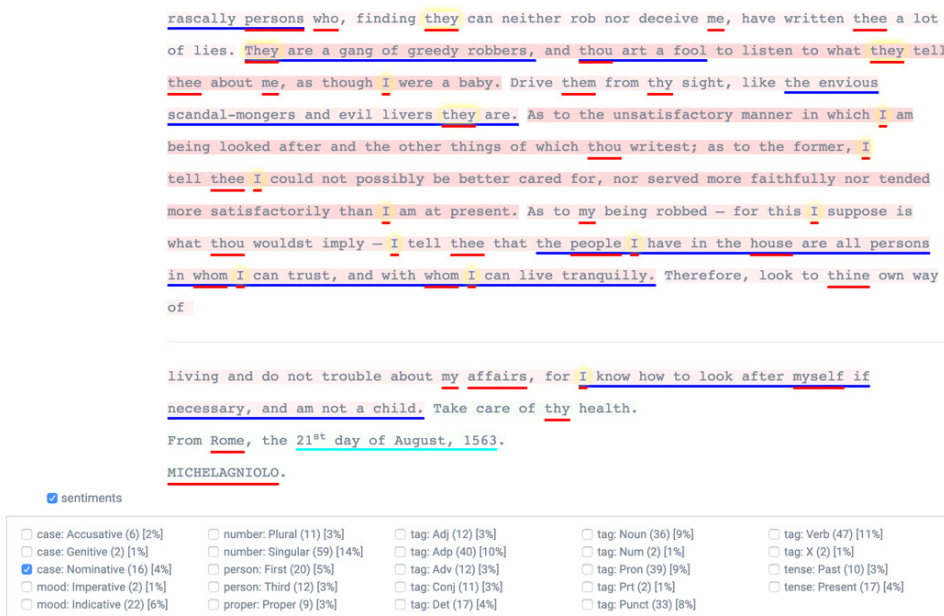 rascally persons who, finding they can neither rob nor deceive me, have written thee a lot
of lies. They are a gang of greedy robbers, and thou art a fool to listen to what they tell
thee about me, as though I were a baby. Drive them from thy sight, like the envious
scandal-mongers and evil livers they are. As to the unsatisfactory manner in which I am
being looked after and the other things of which thou writest; as to the former, I
tell thee I could not possibly be better cared for, nor served more faithfully nor tended
more satisfactorily than I am at present. As to my being robbed — for this I suppose is
what thou wouldst imply — I tell thee that the people I have in the house are all persons
in whom I can trust, and with whom I can live tranquilly. Therefore, look to thine own way
of
living and do not trouble about my affairs, for I know how to look after myself if
necessary, and am not a child. Take care of thy health.
From Rome, the 21st day of August, 1563.
MICHELAGNIOLO.
sentiments
case: Accusative (6) [2%] number: Plural (11) [3%] tag: Adj (12) [3%] tag: Noun (36) [9%] tag: Verb (47) [11%]
case: Genitive (2) [1%] number: Singular (59) [14%] tag: Adp (40) [10%] tag: Num (2) [1%] tag: X (2) [1%]
case: Nominative (16) [4%] person: First (20) [5%] tag: Adv (12) [3%] tag: Pron (39) [9%] tense: Past (10) [3%]
mood: Imperative (2) [1%] person: Third (12) [3%] tag: Conj (11) [3%] tag: Prt (2) [1%] tense: Present (17) [4%]
mood: Indicative (22) [6%] proper: Proper (9) [3%] tag: Det (17) [4%] tag: Punct (33) [8%]